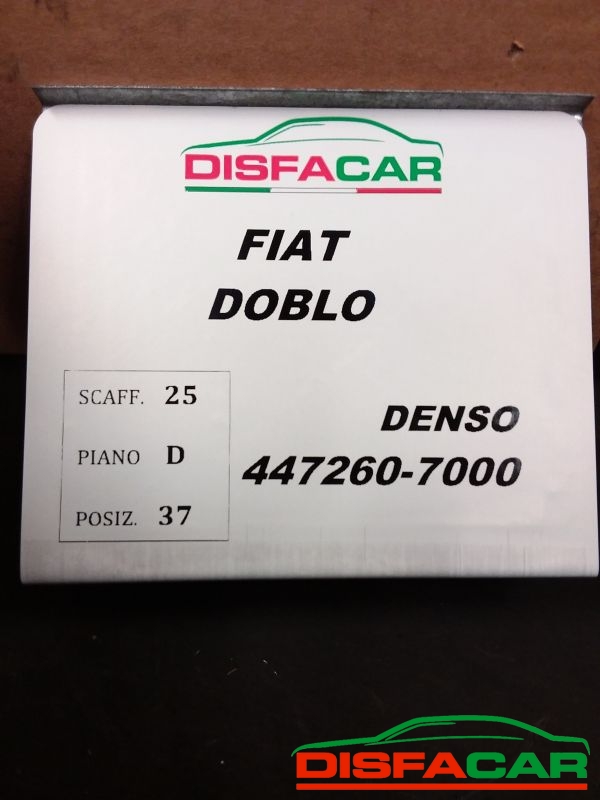 DISFACAR
FIAT
DOBLO
SCAFF. 25
PIANO D
POSIZ. 37
DENSO
447260-7000
DISFACAR